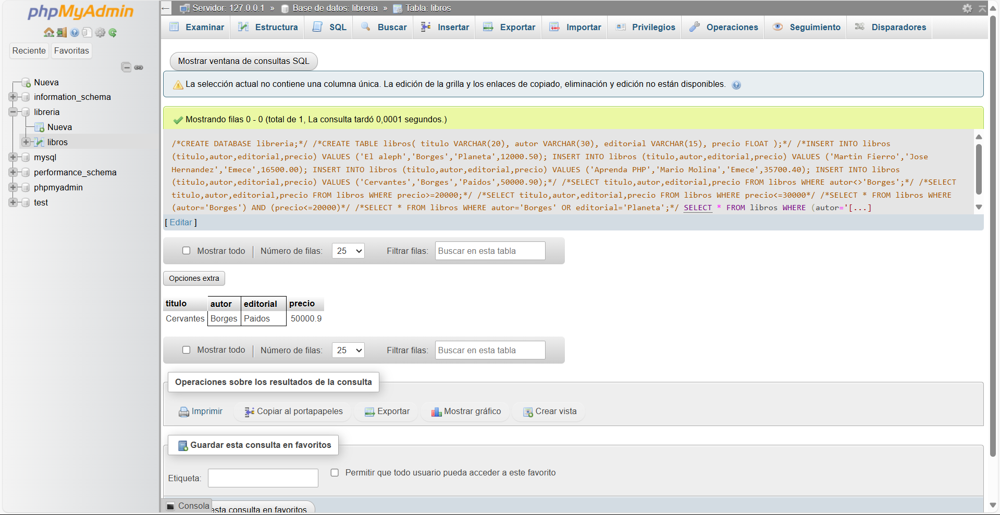 phpMyAdmin
Reciente Favoritas
Nueva
information_schema
libreria
Nueva
libros
mysql
performance_schema
phpmyadmin
test
← Servidor: 127.0.0.1 » Base de datos: libreria » Tabla: libros
Examinar Estructura SQL Buscar Insertar Exportar Importar Privilegios Operaciones Seguimiento Disparadores
Mostrar ventana de consultas SQL
La selección actual no contiene una columna única. La edición de la grilla y los enlaces de copiado, eliminación y edición no están disponibles.
Mostrando filas 0 - 0 (total de 1, La consulta tardó 0,0001 segundos.)
/*CREATE DATABASE libreria;*/ /*CREATE TABLE libros( titulo VARCHAR(20), autor VARCHAR(30), editorial VARCHAR(15), precio FLOAT );*/ /*INSERT INTO libros
(titulo,autor,editorial,precio) VALUES ('El aleph','Borges','Planeta',12000.50); INSERT INTO libros (titulo,autor,editorial,precio) VALUES ('Martin Fierro','Jose
Hernandez','Emece',16500.00); INSERT INTO libros (titulo,autor,editorial,precio) VALUES ('Aprenda PHP','Mario Molina','Emece',35700.40); INSERT INTO libros
(titulo,autor,editorial,precio) VALUES ('Cervantes','Borges','Paidos',50000.90);*/ /*SELECT titulo,autor,editorial,precio FROM libros WHERE autor<>'Borges';*/ /*SELECT
titulo,autor,editorial,precio FROM libros WHERE precio>=20000;*/ /*SELECT titulo,autor,editorial,precio FROM libros WHERE precio<=30000*/ /*SELECT * FROM libros WHERE
(autor='Borges') AND (precio<=20000)*/ /*SELECT * FROM libros WHERE autor='Borges' OR editorial='Planeta';*/ SELECT * FROM libros WHERE (autor='[...]
[ Editar ]
Mostrar todo | Número de filas: 25 Filtrar filas: Buscar en esta tabla
Opciones extra
titulo autor editorial precio
Cervantes Borges Paidos 50000.9
Mostrar todo | Número de filas: 25 Filtrar filas: Buscar en esta tabla
Operaciones sobre los resultados de la consulta
Imprimir Copiar al portapapeles Exportar Mostrar gráfico Crear vista
Guardar esta consulta en favoritos
Etiqueta: Permitir que todo usuario pueda acceder a este favorito
Consola esta consulta en favoritos